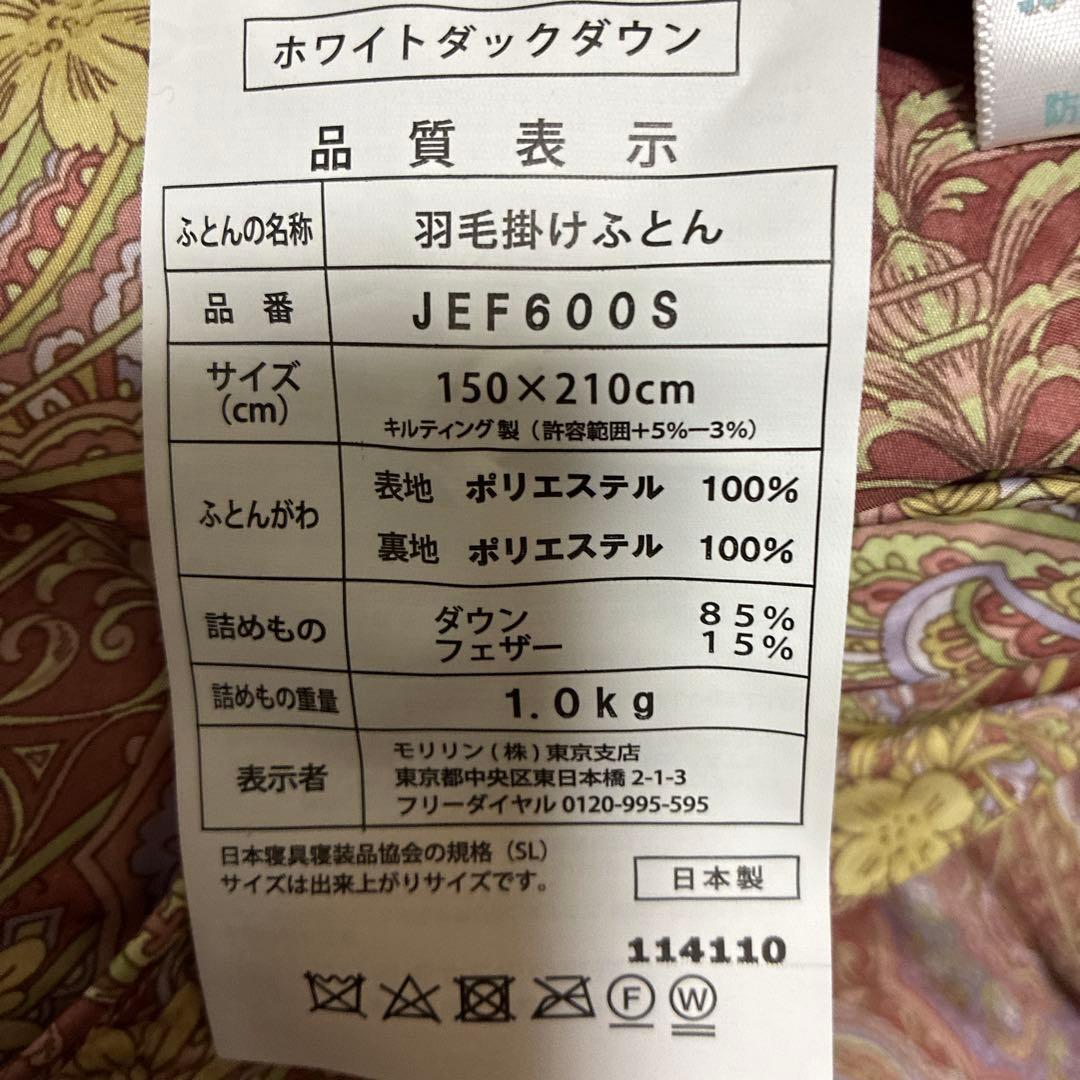 ホワイトダックダウン
品質表示
ふとんの名称 羽毛掛けふとん
品番 JEF600S
サイズ(cm) 150×210cm
キルティング製(許容範囲+5%ー3%)
ふとんがわ 表地 ポリエステル 100%
裏地 ポリエステル 100%
詰めもの ダウン 85%
フェザー 15%
詰めもの重量 1.0kg
表示者 モリリン(株)東京支店
東京都中央区東日本橋2-1-3
フリーダイヤル0120-995-595
日本寝具寝装品協会の規格(SL)
サイズは出来上がりサイズです。
日本製
114110
F W
防